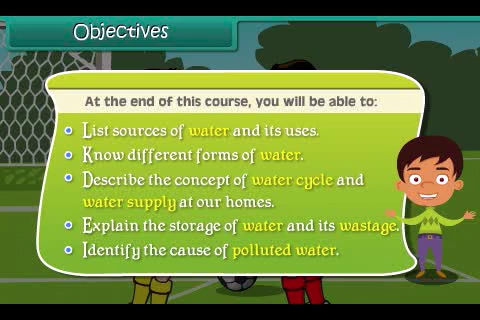 Objectives
At the end of this course, you will be able to:
List sources of water and its uses.
Know different forms of water.
Describe the concept of water cycle and
water supply at our homes.
Explain the storage of water and its wastage.
Identify the cause of polluted water.